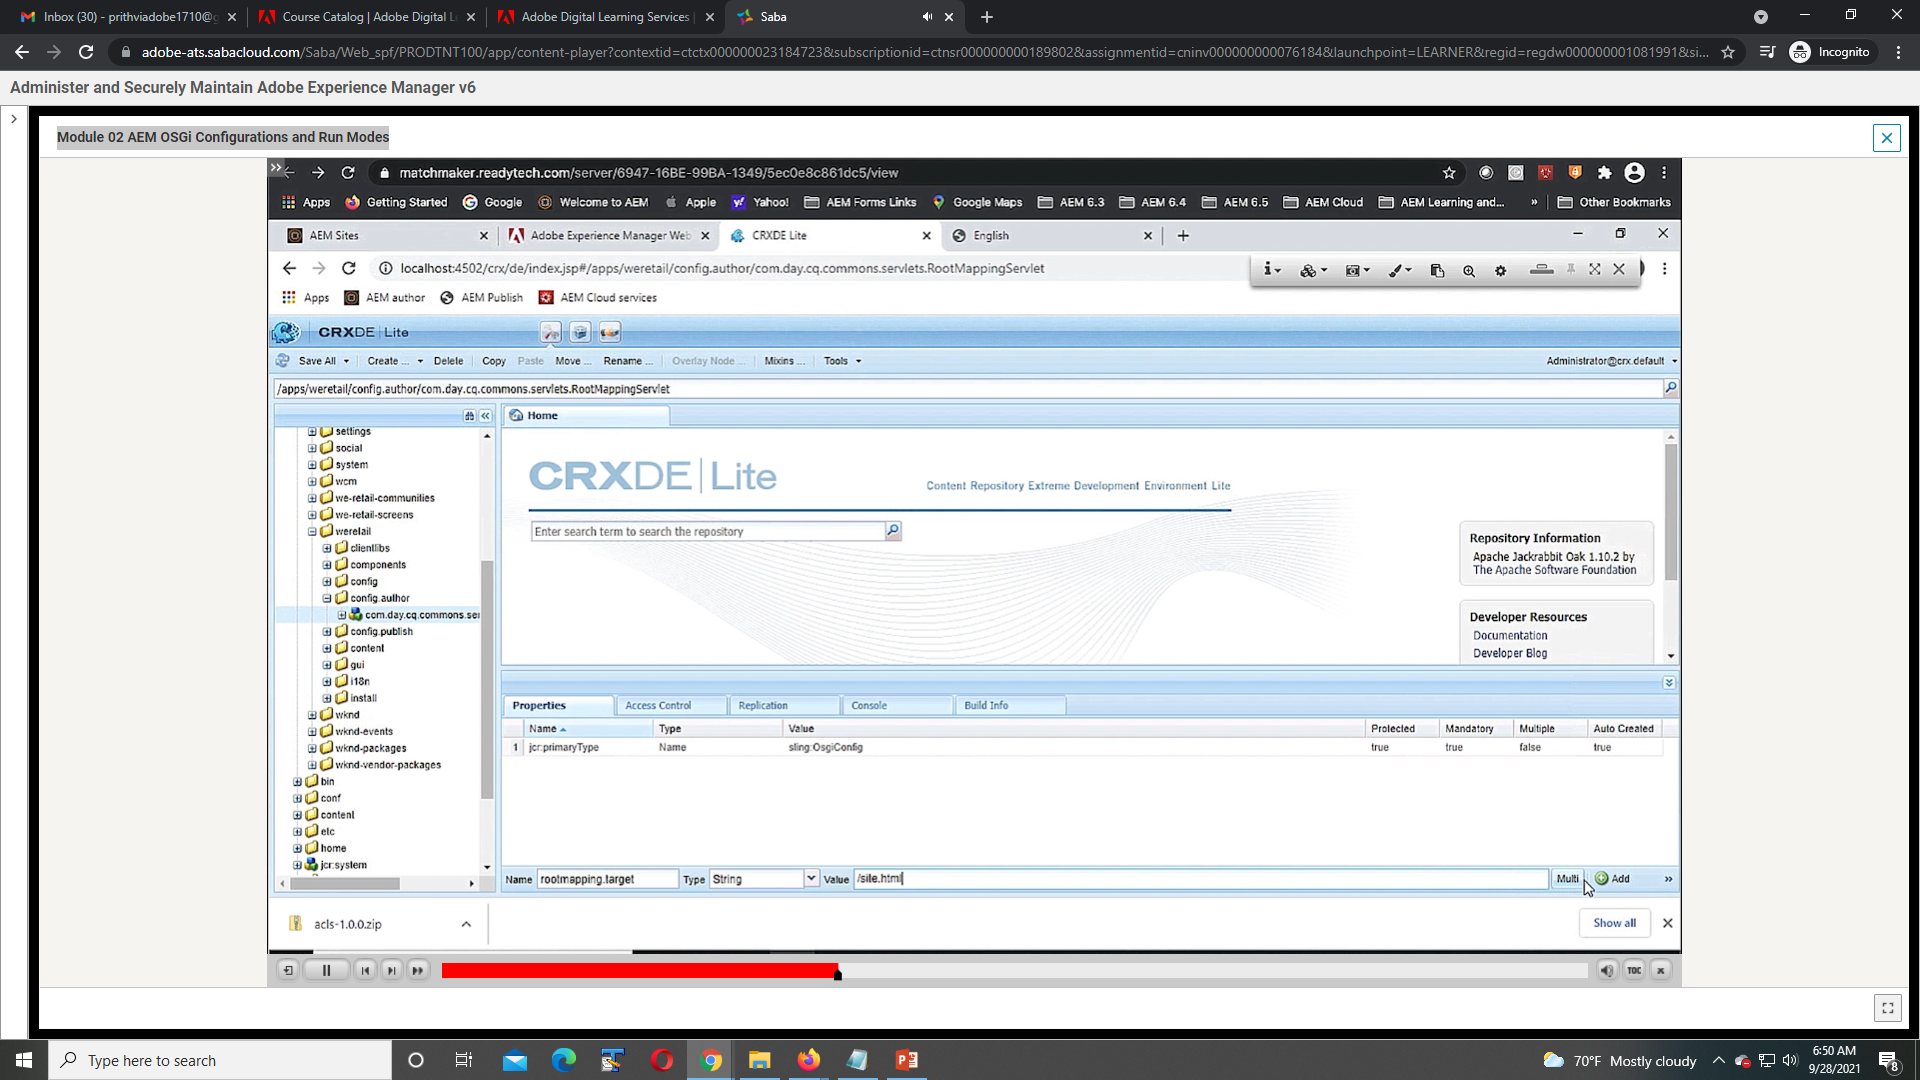 Inbox (30) - prithviadobe1710@g
Course Catalog | Adobe Digital L
Adobe Digital Learning Services
Saba
adobe-ats.sabacloud.com/Saba/Web_spf/PRODTNT100/app/content-player?contextid=ctctx000000023184723&subscriptionid=ctnsr0000000000189802&assignmentid=cninv000000000076184&launchpoint=LEARNER&regid=regdw000000001081991&si...
Incognito
Administer and Securely Maintain Adobe Experience Manager v6
Module 02 AEM OSGi Configurations and Run Modes
matchmaker.readytech.com/server/6947-16BE-99BA-1349/5ec0e8c861dc5/view
Apps Getting Started Google Welcome to AEM Apple Yahoo! AEM Forms Links Google Maps AEM 6.3 AEM 6.4 AEM 6.5 AEM Cloud AEM Learning and... » Other Bookmarks
AEM Sites
Adobe Experience Manager Web
CRXDE Lite
English
localhost:4502/crx/de/index.jsp#/apps/weretail/config.author/com.day.cq.commons.servlets.RootMappingServlet
Apps AEM author AEM Publish AEM Cloud services
CRXDE | Lite
Save All Create ... Delete Copy Paste Move ... Rename ... Overlay Node ... Mixins ... Tools Administrator@crx.default
/apps/weretail/config.author/com.day.cq.commons.servlets.RootMappingServlet
settings
social
system
wcm
we-retail-communities
we-retail-screens
weretail
clientlibs
components
config
config.author
com.day.cq.commons.ser
config.publish
content
gui
i18n
install
wknd
wknd-events
wknd-packages
wknd-vendor-packages
bin
conf
content
etc
home
jcr:system
Home
CRXDE | Lite
Content Repository Extreme Development Environment Lite
Enter search term to search the repository
Repository Information
Apache Jackrabbit Oak 1.10.2 by
The Apache Software Foundation
Developer Resources
Documentation
Developer Blog
Properties Access Control Replication Console Build Info
Name Type Value Protected Mandatory Multiple Auto Created
1 jcr:primaryType Name sling:OsgiConfig true true false true
Name rootmapping.target Type String Value /site.html Multi Add »
acls-1.0.0.zip
Show all
TOC
Type here to search
70°F Mostly cloudy
6:50 AM
9/28/2021
8